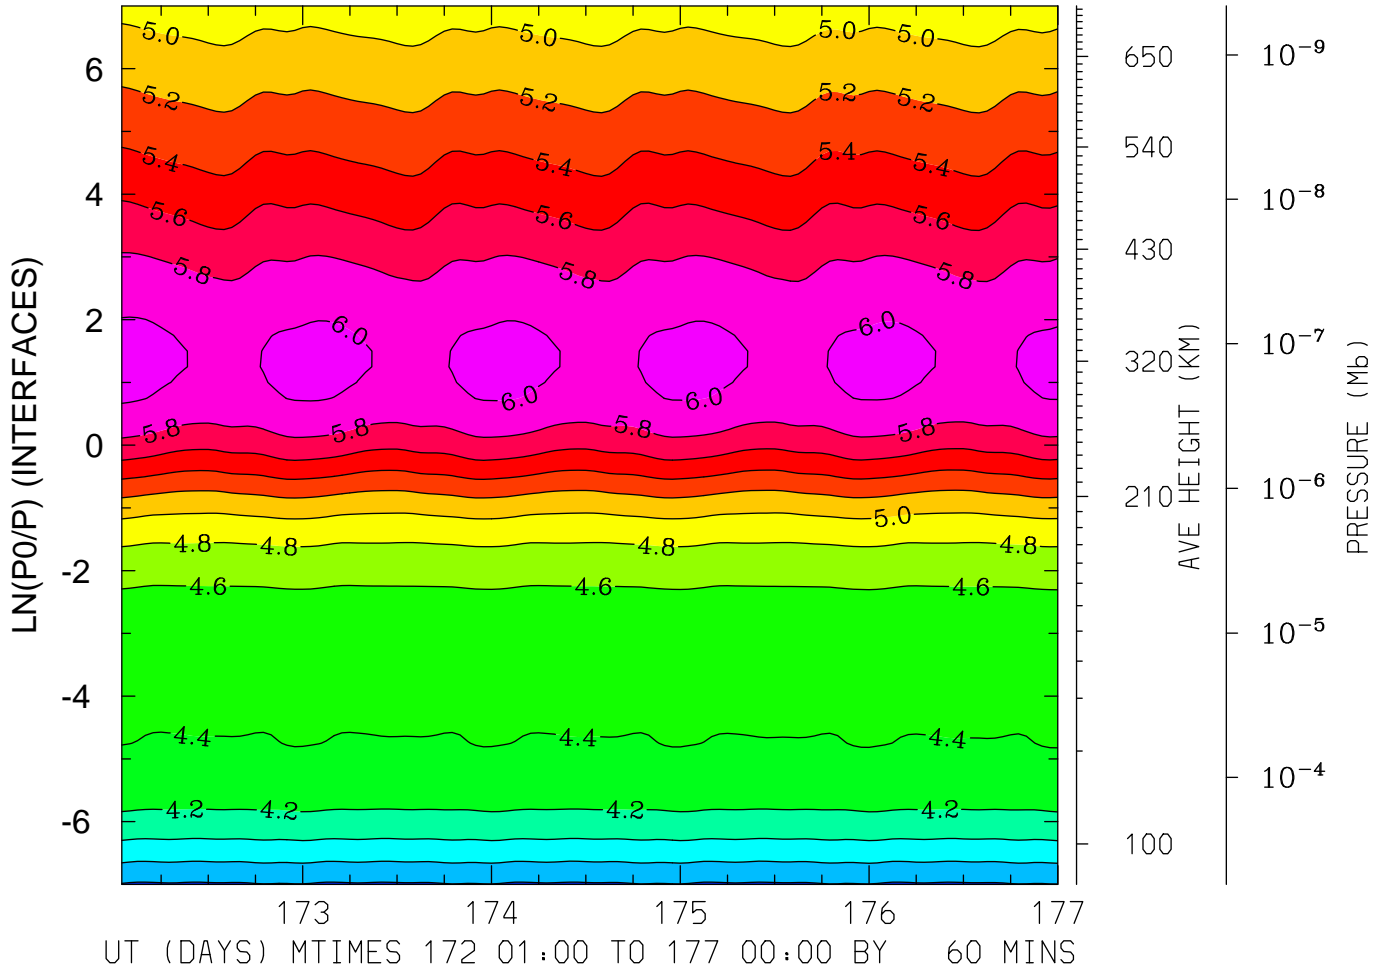 5.0 5.0 5.0 5.0
5.2 5.2 5.2 5.2
5.4 5.4 5.4 5.4
5.6 5.6 5.6
5.8 5.8 5.8
6.0 6.0
6.0 6.0
5.8 5.8 5.8 5.8
5.0
4.8 4.8 4.8 4.8
4.6 4.6 4.6
4.4 4.4 4.4
4.2 4.2 4.2 4.2
6
4
2
0
-2
-4
-6
LN(P0/P) (INTERFACES)
173 174 175 176 177
UT (DAYS) MTIMES 172 01:00 TO 177 00:00 BY 60 MINS
650
540
430
320
210
100
AVE HEIGHT (KM)
10⁻⁹
10⁻⁸
10⁻⁷
10⁻⁶
10⁻⁵
10⁻⁴
PRESSURE (Mb)